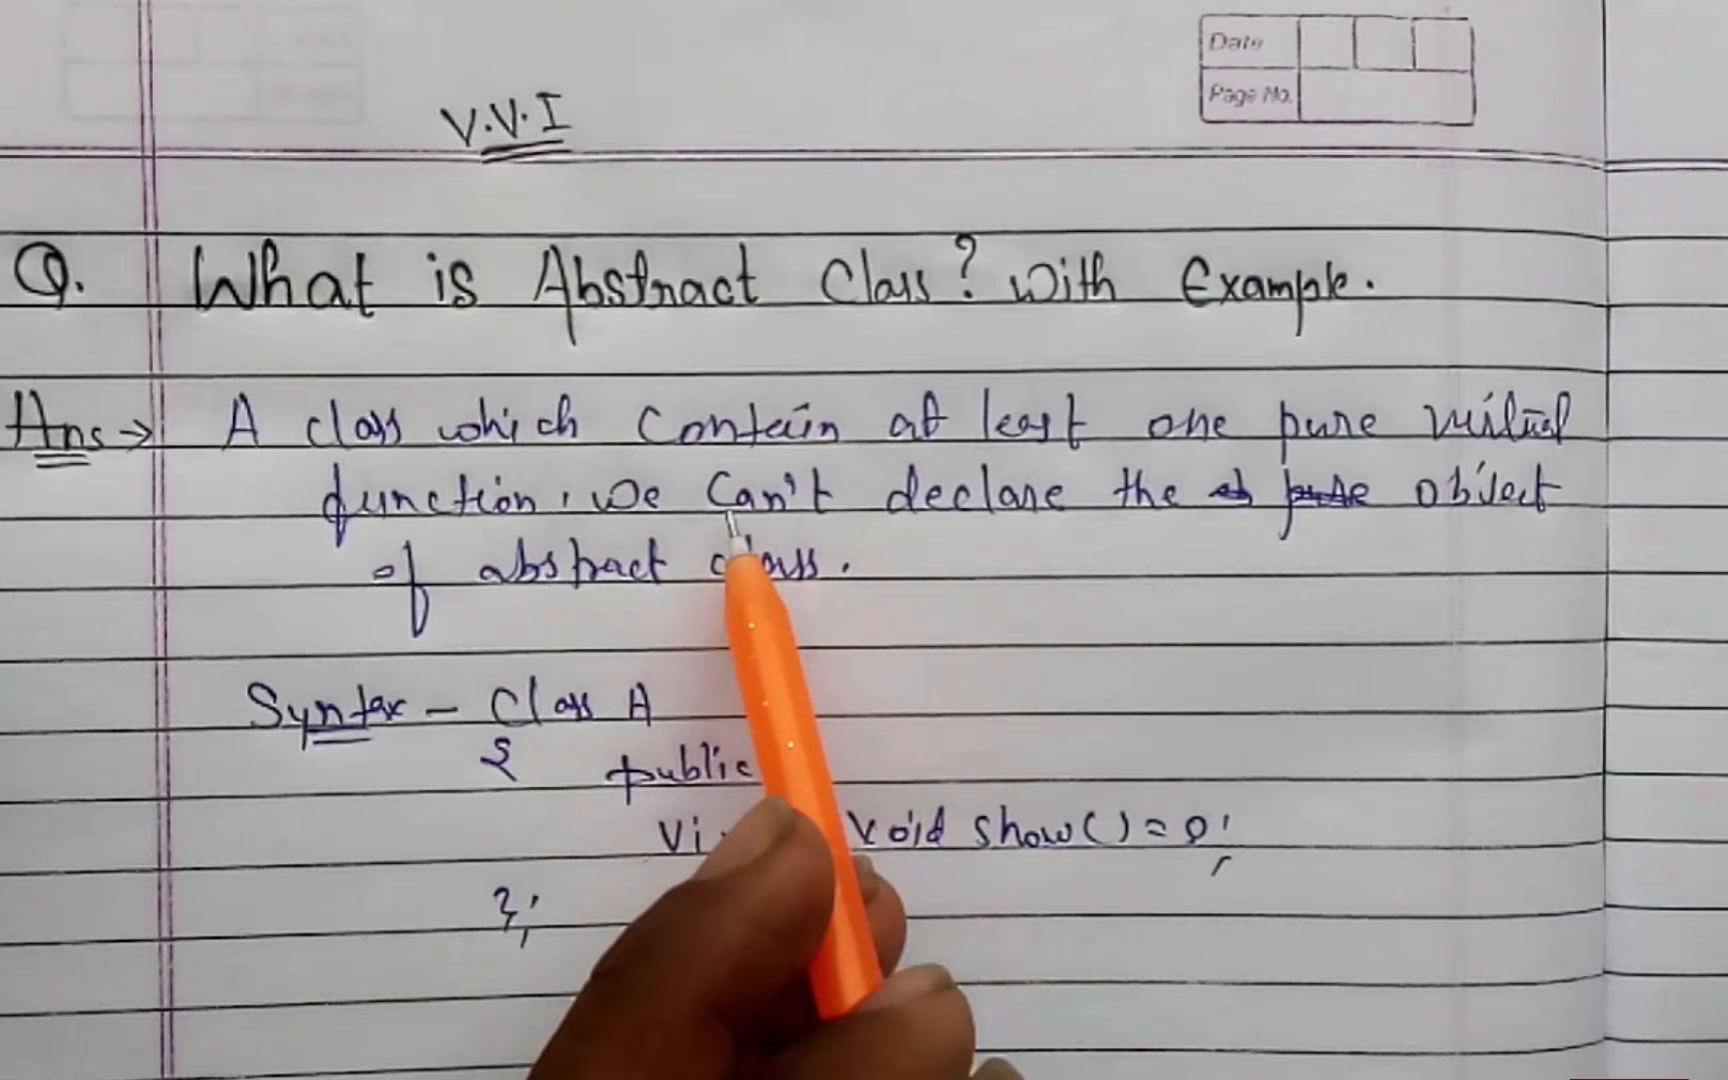 Date
Page No.
V.V.I
Q. What is Abstract Class? With Example.
Ans → A class which contain at least one pure virtual
function. we can't declare the object
of abstract class.
Syntax - Class A
{ public
void show() = 0;
};